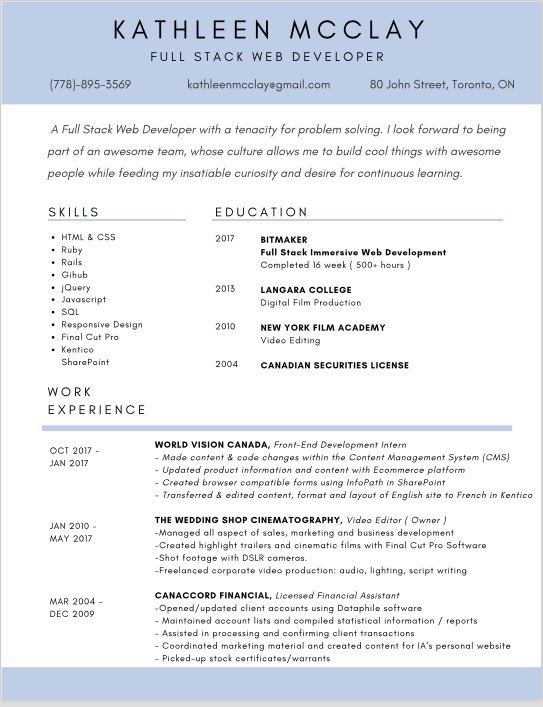 KATHLEEN MCCLAY
FULL STACK WEB DEVELOPER
(778)-895-3569 kathleenmcclay@gmail.com 80 John Street, Toronto, ON
A Full Stack Web Developer with a tenacity for problem solving. I look forward to being
part of an awesome team, whose culture allows me to build cool things with awesome
people while feeding my insatiable curiosity and desire for continuous learning.
SKILLS
• HTML & CSS
• Ruby
• Rails
• Gihub
• jQuery
• Javascript
• SQL
• Responsive Design
• Final Cut Pro
• Kentico
SharePoint
EDUCATION
2017 BITMAKER
Full Stack Immersive Web Development
Completed 16 week ( 500+ hours )
2013 LANGARA COLLEGE
Digital Film Production
2010 NEW YORK FILM ACADEMY
Video Editing
2004 CANADIAN SECURITIES LICENSE
WORK
EXPERIENCE
OCT 2017 -
JAN 2017
WORLD VISION CANADA, Front-End Development Intern
- Made content & code changes within the Content Management System (CMS)
- Updated product information and content with Ecommerce platform
- Created browser compatible forms using InfoPath in SharePoint
- Transferred & edited content, format and layout of English site to French in Kentico
JAN 2010 -
MAY 2017
THE WEDDING SHOP CINEMATOGRAPHY, Video Editor ( Owner )
-Managed all aspect of sales, marketing and business development
-Created highlight trailers and cinematic films with Final Cut Pro Software
-Shot footage with DSLR cameras.
-Freelanced corporate video production: audio, lighting, script writing
MAR 2004 -
DEC 2009
CANACCORD FINANCIAL, Licensed Financial Assistant
-Opened/updated client accounts using Dataphile software
- Maintained account lists and compiled statistical information / reports
- Assisted in processing and confirming client transactions
- Coordinated marketing material and created content for IA's personal website
- Picked-up stock certificates/warrants